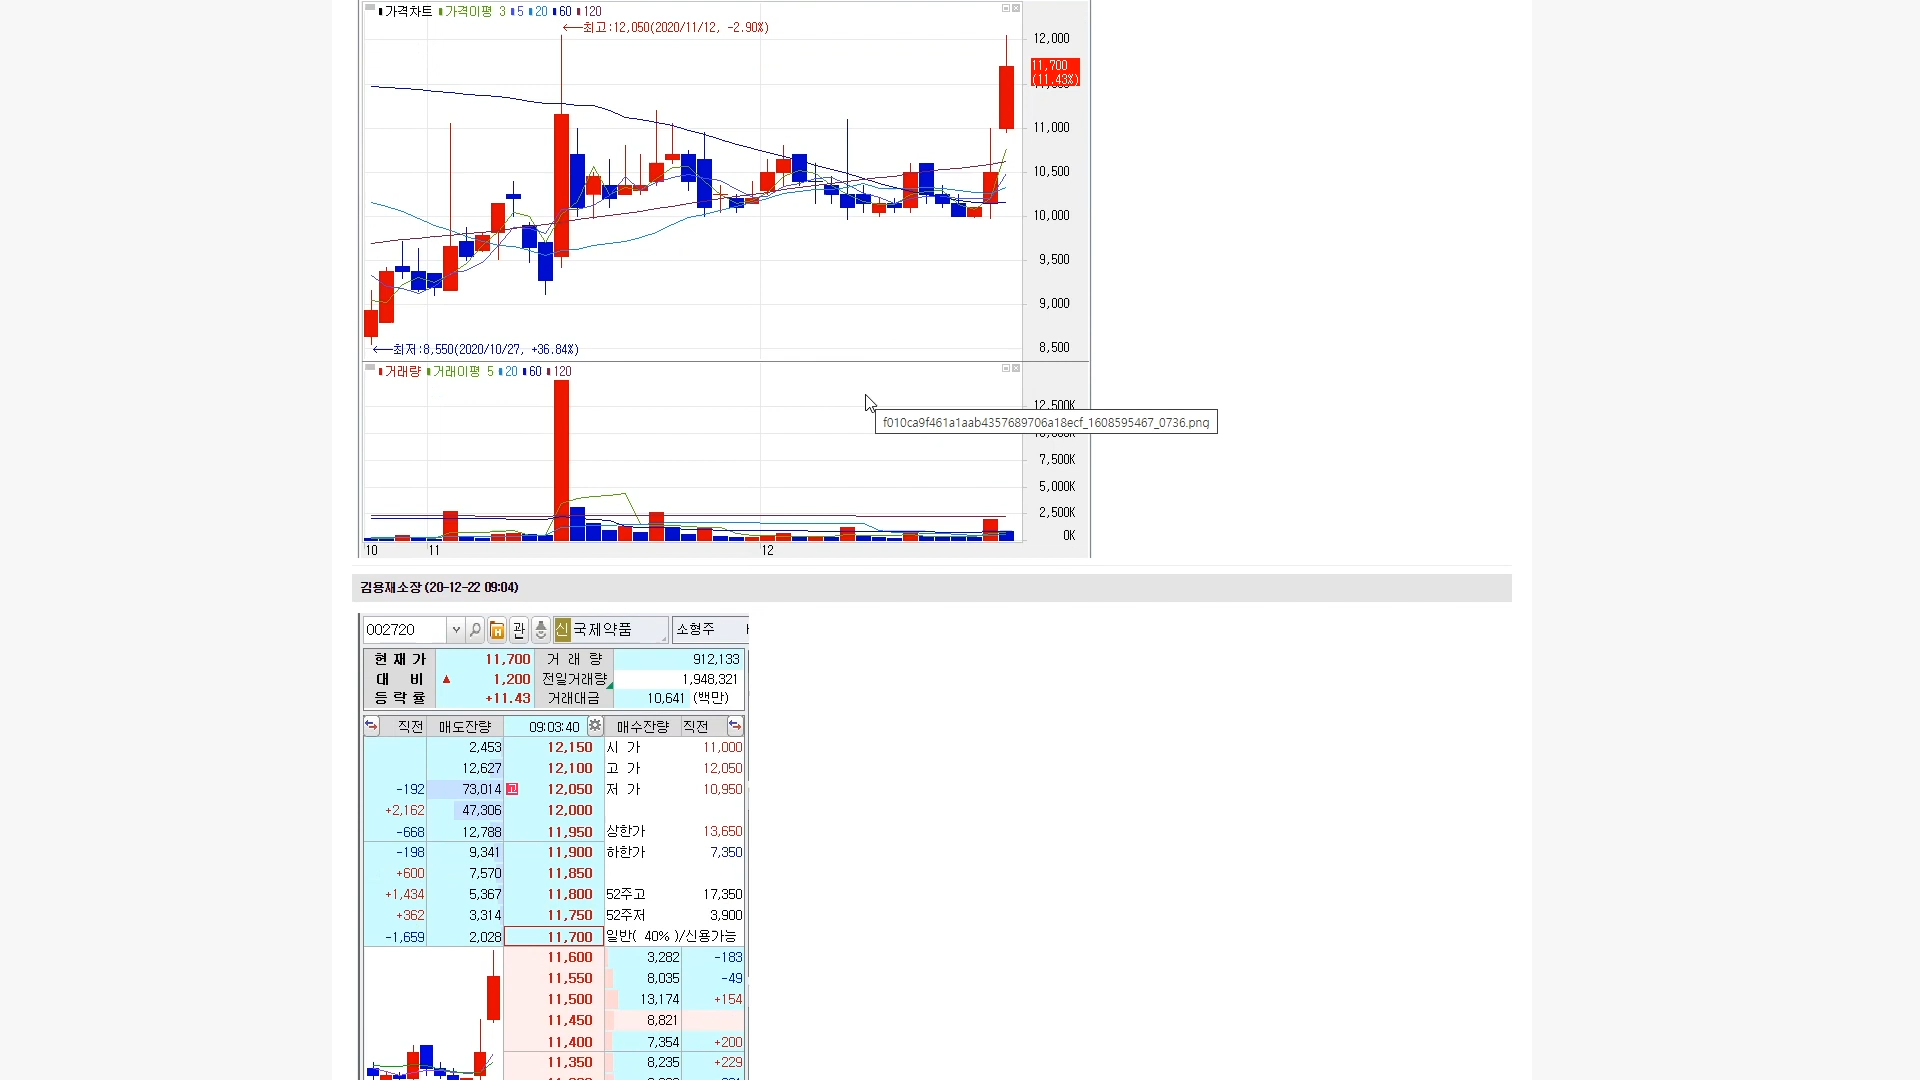 가격차트 가격이평 3 5 20 60 120
최고:12,050(2020/11/12, -2.90%)
12,000
11,700
(11.43%)
11,000
10,500
10,000
9,500
9,000
최저:8,550(2020/10/27, +36.84%)
8,500
거래량 거래이평 5 20 60 120
12,500K
f010ca9f461a1aab4357689706a18ecf_1608595467_0736.png
7,500K
5,000K
2,500K
0K
10 11 12
김용재소장 (20-12-22 09:04)
002720 관 신 국제약품 소형주
현재가 11,700 거래량 912,133
대비 ▲ 1,200 전일거래량 1,948,321
등락율 +11.43 거래대금 10,641 (백만)
직전 매도잔량 09:03:40 매수잔량 직전
2,453 12,150 시가 11,000
12,627 12,100 고가 12,050
-192 73,014 고 12,050 저가 10,950
+2,162 47,306 12,000
-668 12,788 11,950 상한가 13,650
-198 9,341 11,900 하한가 7,350
+600 7,570 11,850
+1,434 5,367 11,800 52주고 17,350
+362 3,314 11,750 52주저 3,900
-1,659 2,028 11,700 일반( 40% )/신용가능
11,600 3,282 -183
11,550 8,035 -49
11,500 13,174 +154
11,450 8,821
11,400 7,354 +200
11,350 8,235 +229